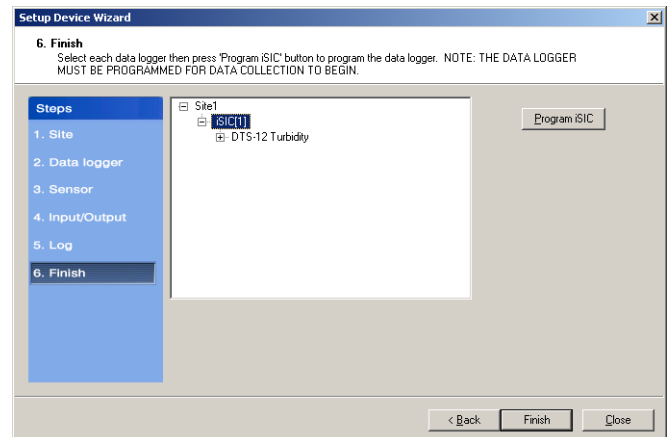 Setup Device Wizard
6. Finish
Select each data logger then press 'Program iSIC' button to program the data logger. NOTE: THE DATA LOGGER
MUST BE PROGRAMMED FOR DATA COLLECTION TO BEGIN.
Steps
1. Site
2. Data logger
3. Sensor
4. Input/Output
5. Log
6. Finish
Site1
iSIC[1]
DTS-12 Turbidity
Program iSIC
< Back
Finish
Close